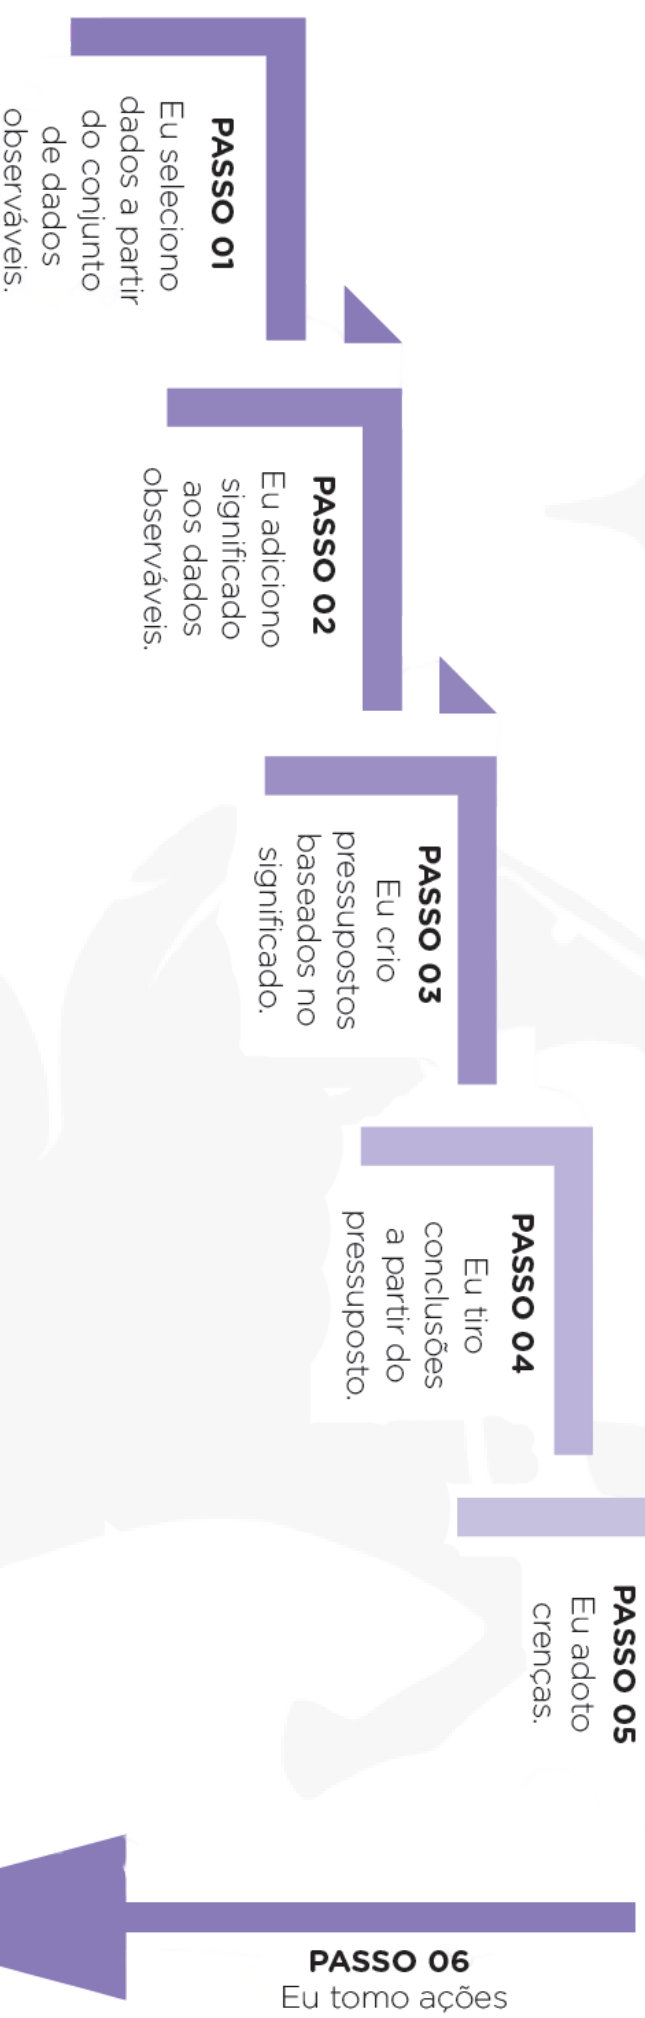 PASSO 01
Eu seleciono
dados a partir
do conjunto
de dados
observáveis.
PASSO 02
Eu adiciono
significado
aos dados
observáveis.
PASSO 03
Eu crio
pressupostos
baseados no
significado.
PASSO 04
Eu tiro
conclusões
a partir do
pressuposto.
PASSO 05
Eu adoto
crenças.
PASSO 06
Eu tomo ações